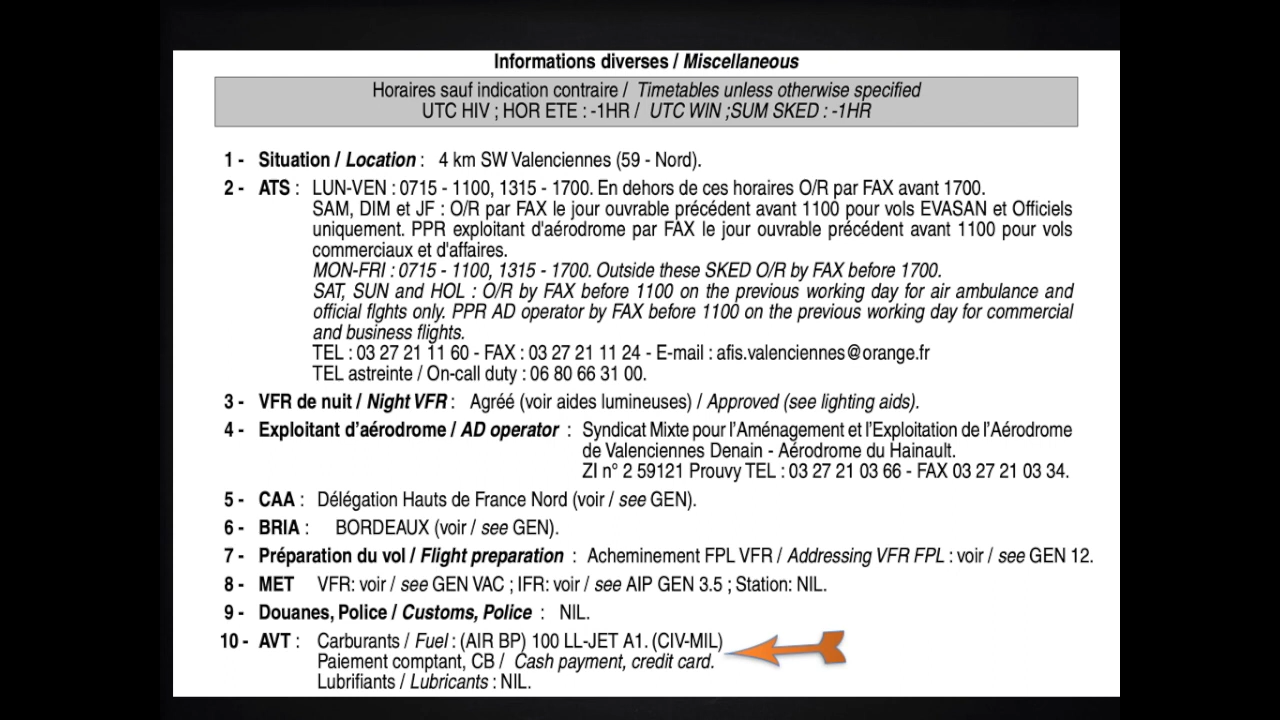 Informations diverses / Miscellaneous
Horaires sauf indication contraire / Timetables unless otherwise specified
UTC HIV ; HOR ETE : -1HR / UTC WIN ;SUM SKED : -1HR
1 - Situation / Location : 4 km SW Valenciennes (59 - Nord).
2 - ATS : LUN-VEN : 0715 - 1100, 1315 - 1700. En dehors de ces horaires O/R par FAX avant 1700.
SAM, DIM et JF : O/R par FAX le jour ouvrable précédent avant 1100 pour vols EVASAN et Officiels
uniquement. PPR exploitant d'aérodrome par FAX le jour ouvrable précédent avant 1100 pour vols
commerciaux et d'affaires.
MON-FRI : 0715 - 1100, 1315 - 1700. Outside these SKED O/R by FAX before 1700.
SAT, SUN and HOL : O/R by FAX before 1100 on the previous working day for air ambulance and
official flghts only. PPR AD operator by FAX before 1100 on the previous working day for commercial
and business flights.
TEL : 03 27 21 11 60 - FAX : 03 27 21 11 24 - E-mail : afis.valenciennes@orange.fr
TEL astreinte / On-call duty : 06 80 66 31 00.
3 - VFR de nuit / Night VFR : Agréé (voir aides lumineuses) / Approved (see lighting aids).
4 - Exploitant d'aérodrome / AD operator : Syndicat Mixte pour l'Aménagement et l'Exploitation de l'Aérodrome
de Valenciennes Denain - Aérodrome du Hainault.
ZI n° 2 59121 Prouvy TEL : 03 27 21 03 66 - FAX 03 27 21 03 34.
5 - CAA : Délégation Hauts de France Nord (voir / see GEN).
6 - BRIA : BORDEAUX (voir / see GEN).
7 - Préparation du vol / Flight preparation : Acheminement FPL VFR / Addressing VFR FPL : voir / see GEN 12.
8 - MET VFR: voir / see GEN VAC ; IFR: voir / see AIP GEN 3.5 ; Station: NIL.
9 - Douanes, Police / Customs, Police : NIL.
10 - AVT : Carburants / Fuel : (AIR BP) 100 LL-JET A1. (CIV-MIL)
Paiement comptant, CB / Cash payment, credit card.
Lubrifiants / Lubricants : NIL.